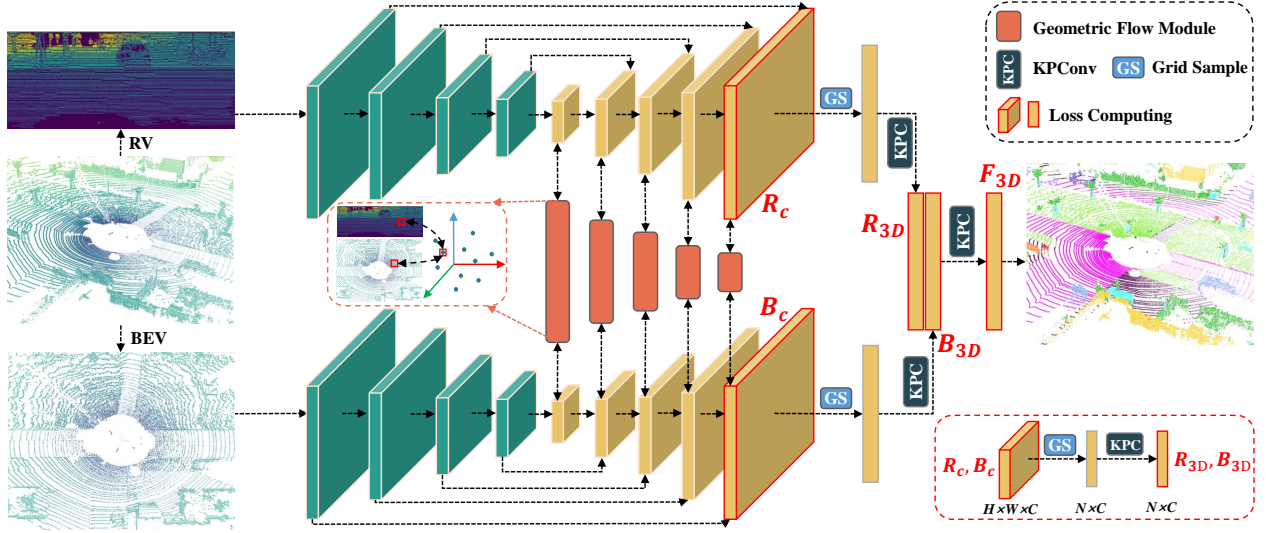 Geometric Flow Module
KPC
KPConv
GS
Grid Sample
Loss Computing
RV
BEV
GS
KPC
R_c
R_3D
KPC
F_3D
B_c
B_3D
GS
KPC
R_c, B_c
GS
KPC
R_3D, B_3D
H×W×C
N×C
N×C